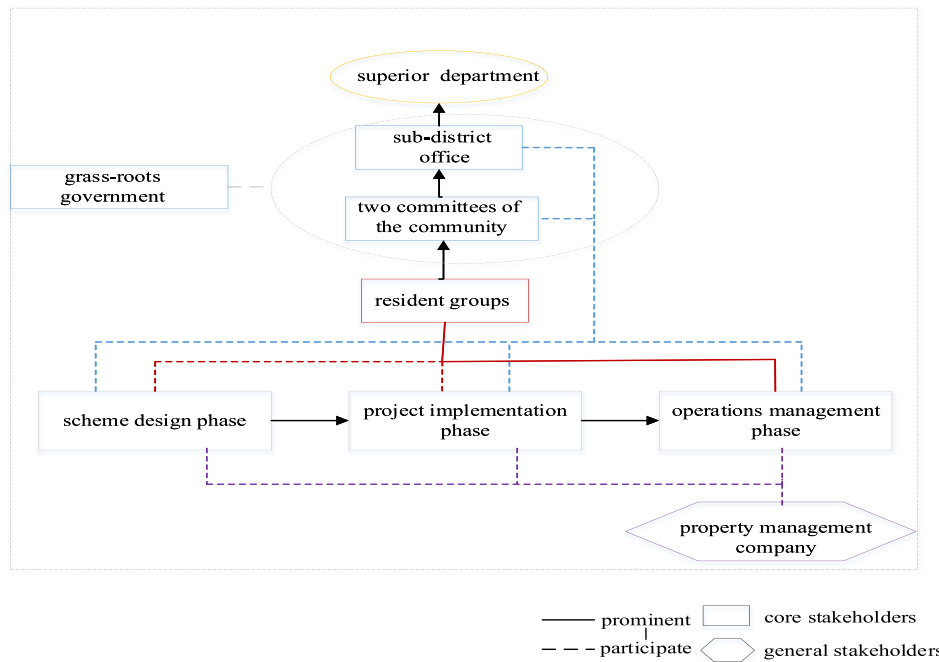 superior department
sub-district
office
grass-roots
government
two committees of
the community
resident groups
scheme design phase
project implementation
phase
operations management
phase
property management
company
prominent
core stakeholders
participate
general stakeholders